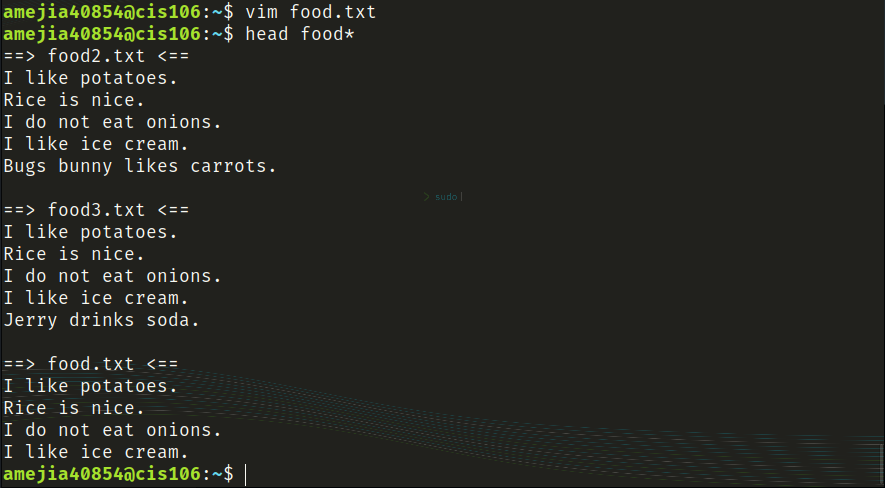 amejia40854@cis106:~$ vim food.txt
amejia40854@cis106:~$ head food*
==> food2.txt <==
I like potatoes.
Rice is nice.
I do not eat onions.
I like ice cream.
Bugs bunny likes carrots.
> sudo
==> food3.txt <==
I like potatoes.
Rice is nice.
I do not eat onions.
I like ice cream.
Jerry drinks soda.
==> food.txt <==
I like potatoes.
Rice is nice.
I do not eat onions.
I like ice cream.
amejia40854@cis106:~$